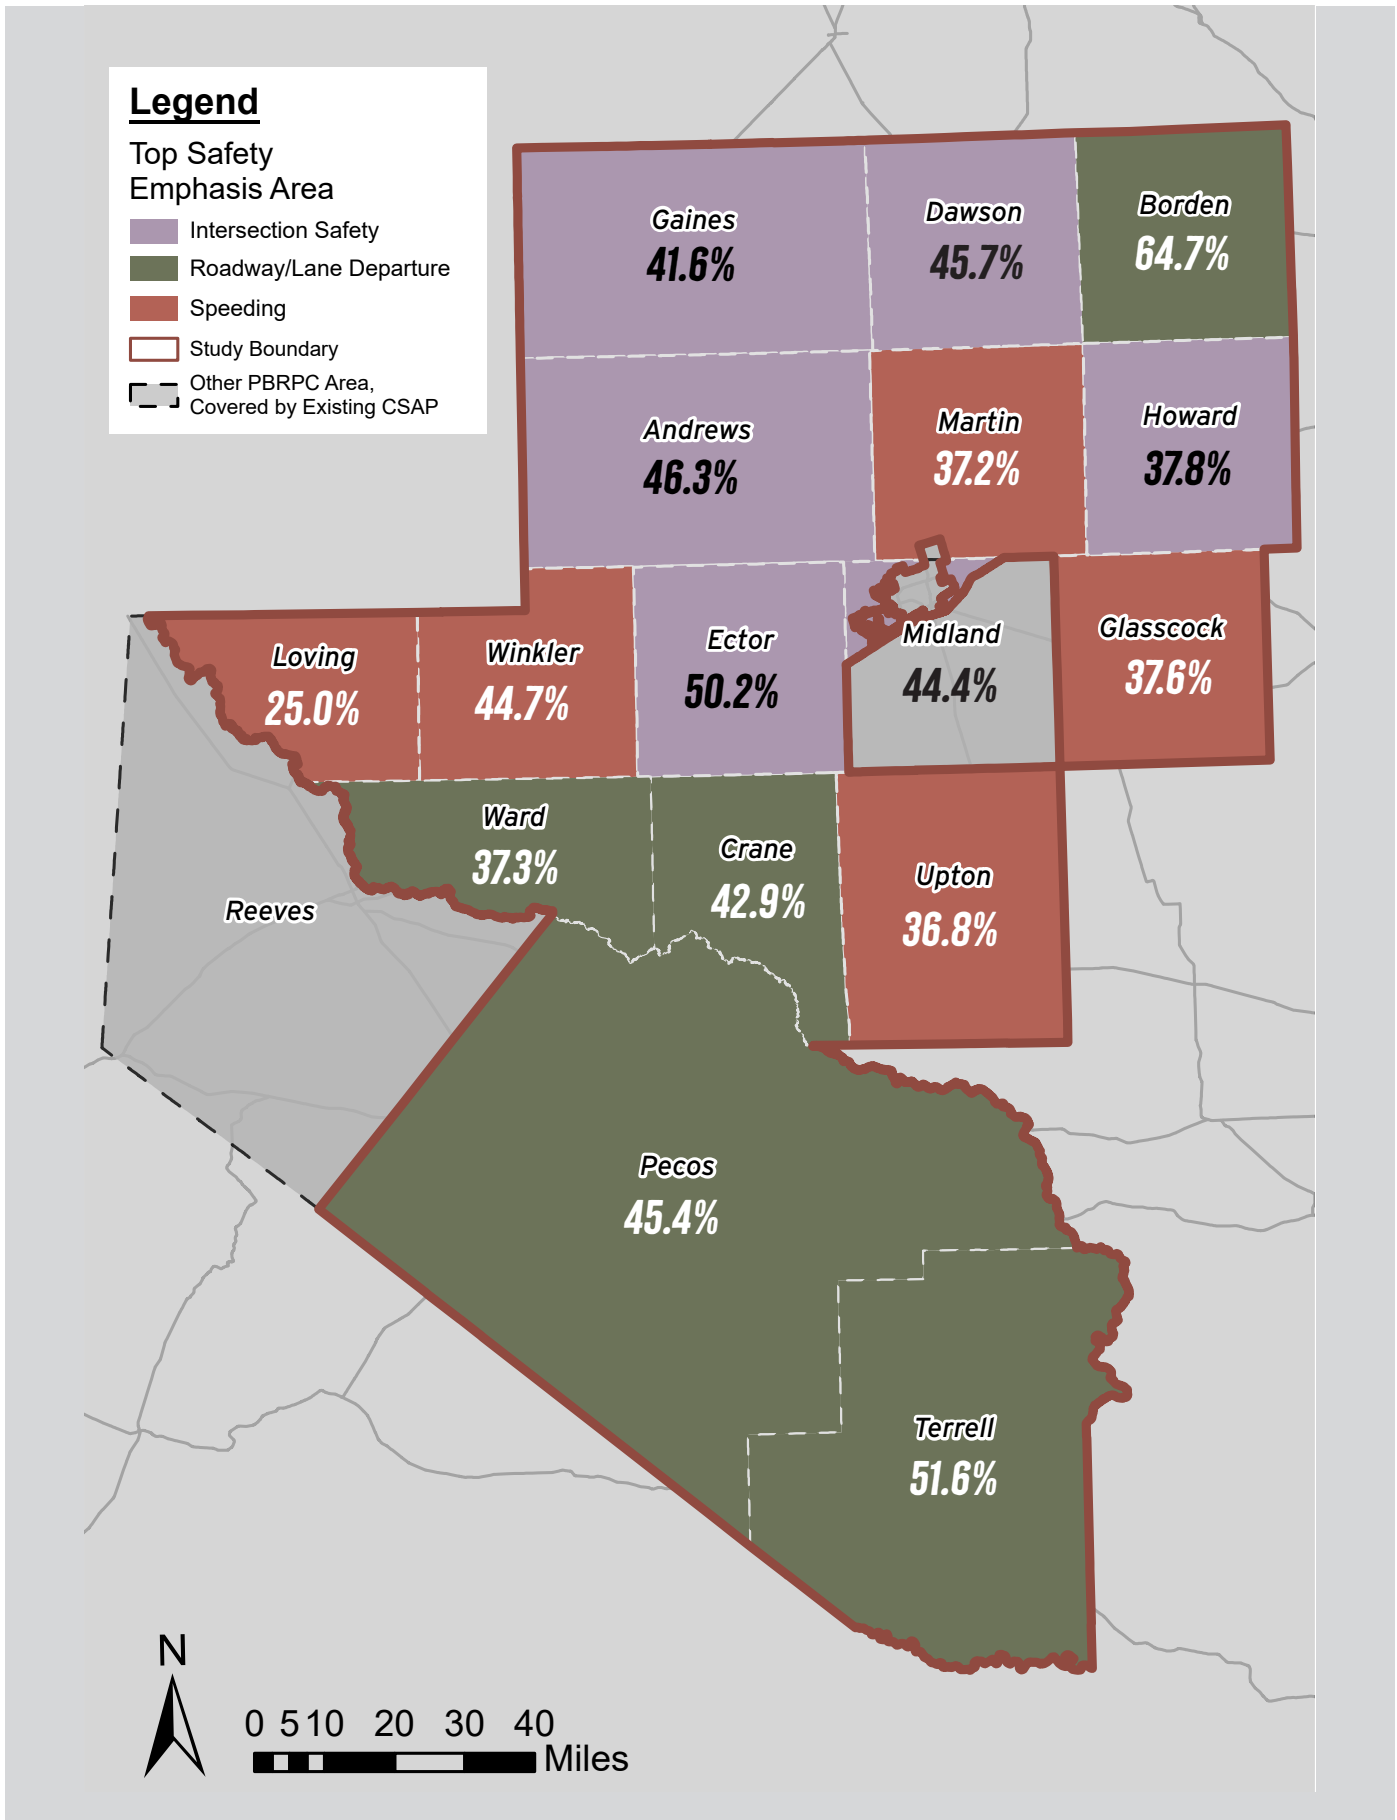 Legend
Top Safety
Emphasis Area
Intersection Safety
Roadway/Lane Departure
Speeding
Study Boundary
Other PBRPC Area,
Covered by Existing CSAP
Gaines
41.6%
Dawson
45.7%
Borden
64.7%
Andrews
46.3%
Martin
37.2%
Howard
37.8%
Loving
25.0%
Winkler
44.7%
Ector
50.2%
Midland
44.4%
Glasscock
37.6%
Ward
37.3%
Crane
42.9%
Upton
36.8%
Reeves
Pecos
45.4%
Terrell
51.6%
N
0 5 10 20 30 40
Miles